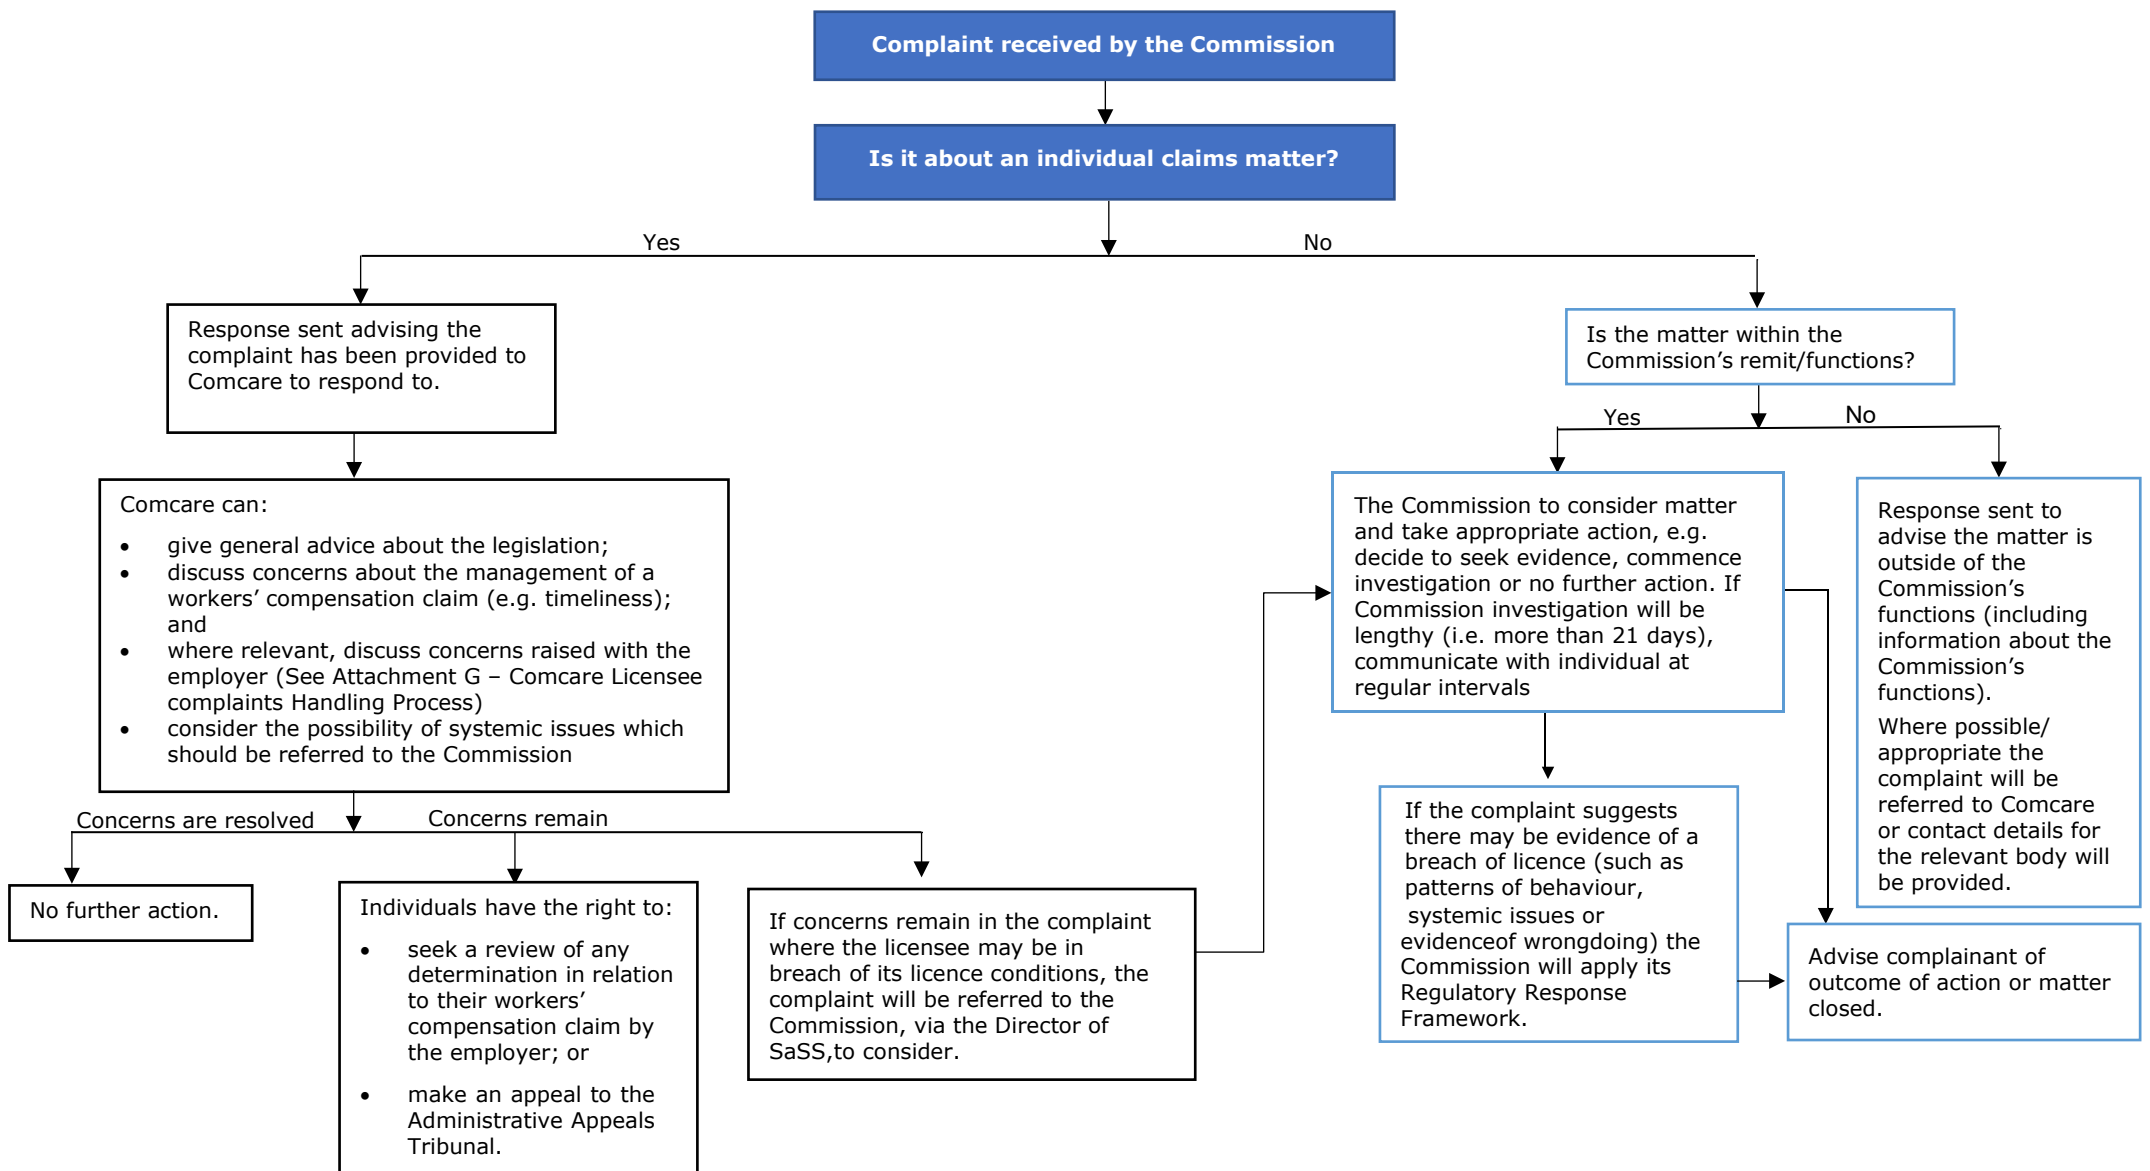 Complaint received by the Commission
Is it about an individual claims matter?
Yes
No
Response sent advising the
complaint has been provided to
Comcare to respond to.
Is the matter within the
Commission’s remit/functions?
Yes
No
Comcare can:
• give general advice about the legislation;
• discuss concerns about the management of a
workers’ compensation claim (e.g. timeliness);
and
• where relevant, discuss concerns raised with the
employer (See Attachment G – Comcare Licensee
complaints Handling Process)
• consider the possibility of systemic issues which
should be referred to the Commission
The Commission to consider matter
and take appropriate action, e.g.
decide to seek evidence, commence
investigation or no further action. If
Commission investigation will be
lengthy (i.e. more than 21 days),
communicate with individual at
regular intervals
Response sent to
advise the matter is
outside of the
Commission’s
functions (including
information about the
Commission’s
functions).
Where possible/
appropriate the
complaint will be
referred to Comcare
or contact details for
the relevant body will
be provided.
Concerns are resolved
Concerns remain
No further action.
Individuals have the right to:
• seek a review of any
determination in relation
to their workers’
compensation claim by
the employer; or
• make an appeal to the
Administrative Appeals
Tribunal.
If concerns remain in the complaint
where the licensee may be in
breach of its licence conditions, the
complaint will be referred to the
Commission, via the Director of
SaSS,to consider.
If the complaint suggests
there may be evidence of a
breach of licence (such as
patterns of behaviour,
systemic issues or
evidenceof wrongdoing) the
Commission will apply its
Regulatory Response
Framework.
Advise complainant of
outcome of action or matter
closed.